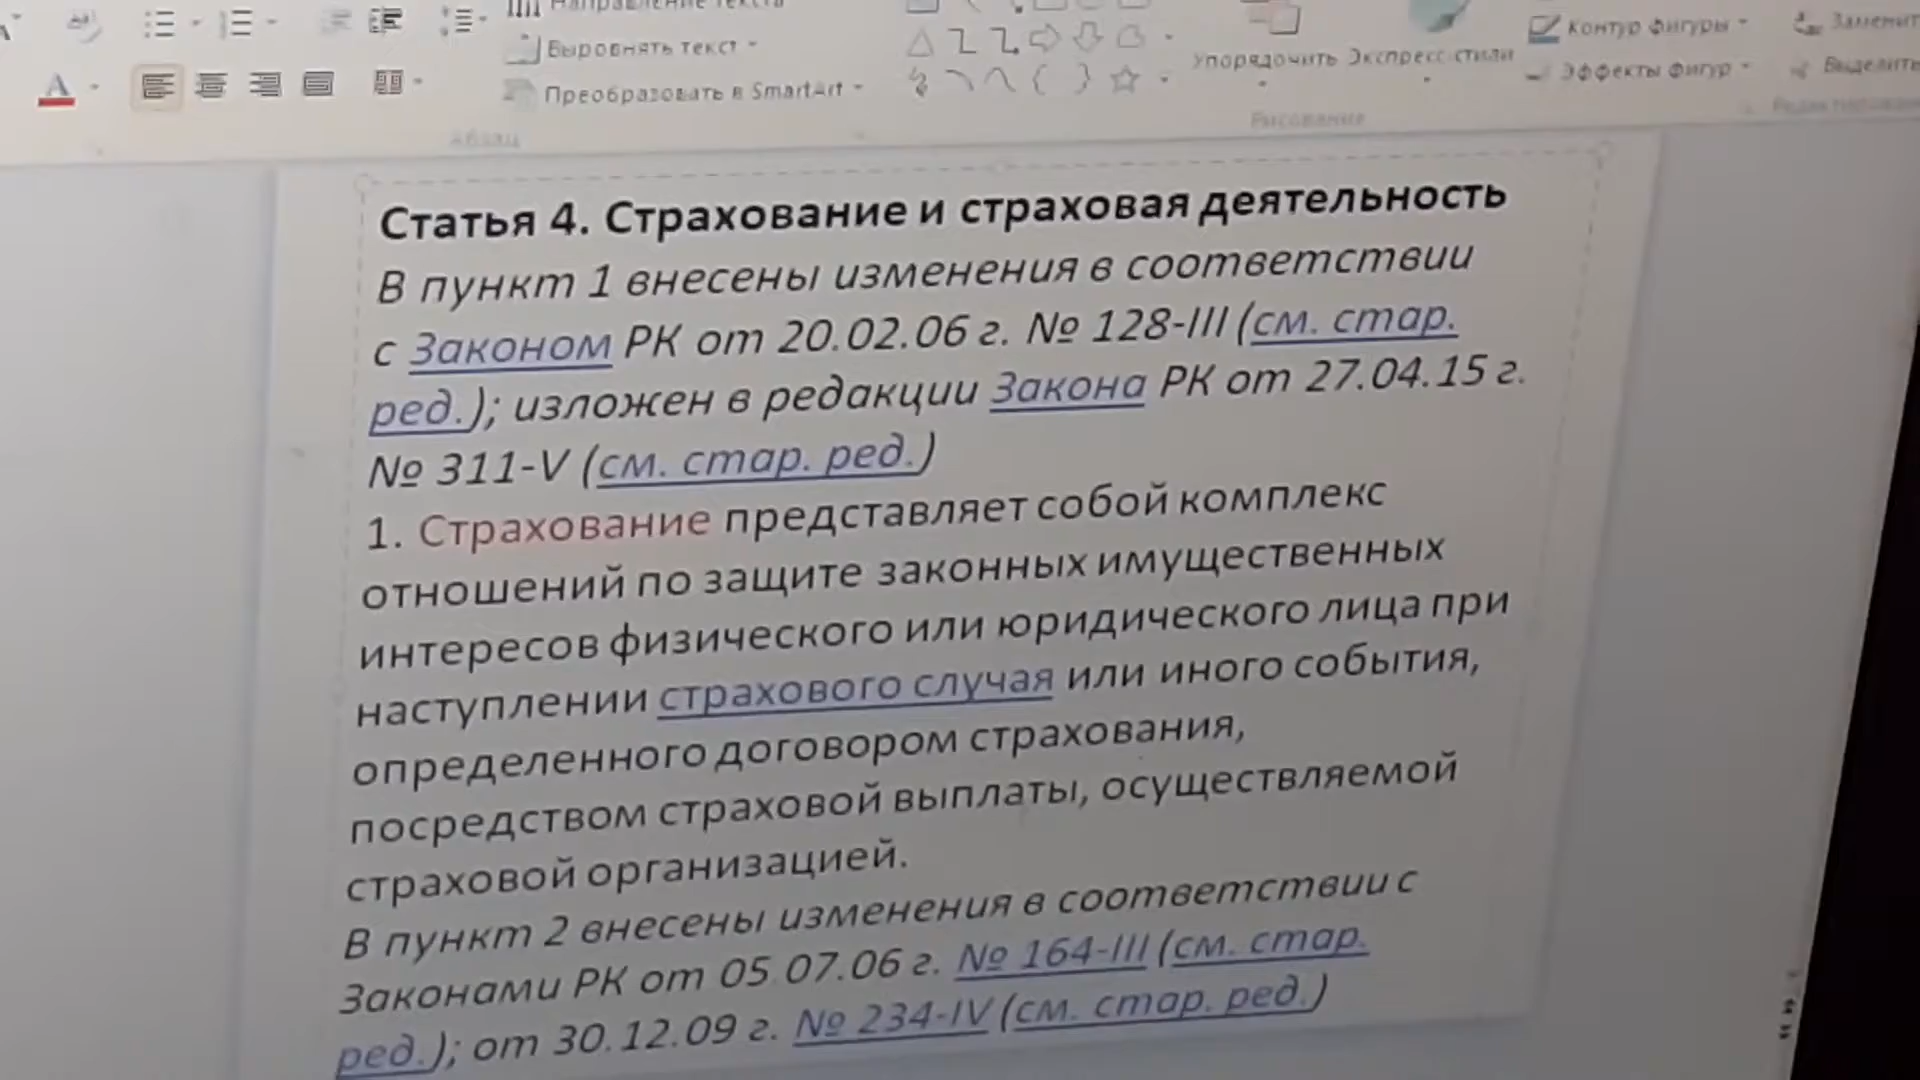 Направление текста
Выровнять текст
Преобразовать в SmartArt
Абзац
Упорядочить Экспресс-стили
Рисование
Контур фигуры
Эффекты фигур
Выделить
Статья 4. Страхование и страховая деятельность
В пункт 1 внесены изменения в соответствии
с Законом РК от 20.02.06 г. № 128-III (см. стар.
ред.); изложен в редакции Закона РК от 27.04.15 г.
№ 311-V (см. стар. ред.)
1. Страхование представляет собой комплекс
отношений по защите законных имущественных
интересов физического или юридического лица при
наступлении страхового случая или иного события,
определенного договором страхования,
посредством страховой выплаты, осуществляемой
страховой организацией.
В пункт 2 внесены изменения в соответствии с
Законами РК от 05.07.06 г. № 164-III (см. стар.
ред.); от 30.12.09 г. № 234-IV (см. стар. ред.)